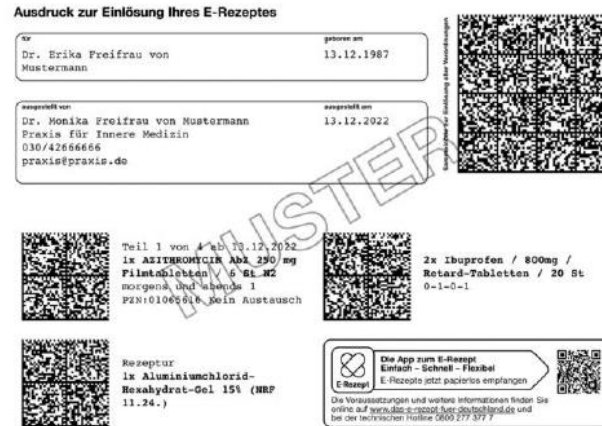 Ausdruck zur Einlösung Ihres E-Rezeptes
für
geboren am
Dr. Erika Freifrau von
Mustermann
13.12.1987
ausgestellt von
ausgestellt am
Dr. Monika Freifrau von Mustermann
13.12.2022
Praxis für Innere Medizin
030/42666666
praxis@praxis.de
Sammelcode zur Einlösung aller Verordnungen
MUSTER
Teil 1 von 4 ab 13.12.2022
1x AZITHROMYCIN AbZ 250 mg
Filmtabletten 6 St N2
morgens und abends 1
PZN:01065616 Kein Austausch
2x Ibuprofen / 800mg /
Retard-Tabletten / 20 St
0-1-0-1
Rezeptur
1x Aluminiumchlorid-
Hexahydrat-Gel 15% (NRF
11.24.)
E-Rezept
Die App zum E-Rezept
Einfach - Schnell - Flexibel
E-Rezepte jetzt papierlos empfangen
Die Voraussetzungen und weitere Informationen finden Sie
online auf www.das-e-rezept-fuer-deutschland.de und
bei der technischen Hotline 0800 277 377 7